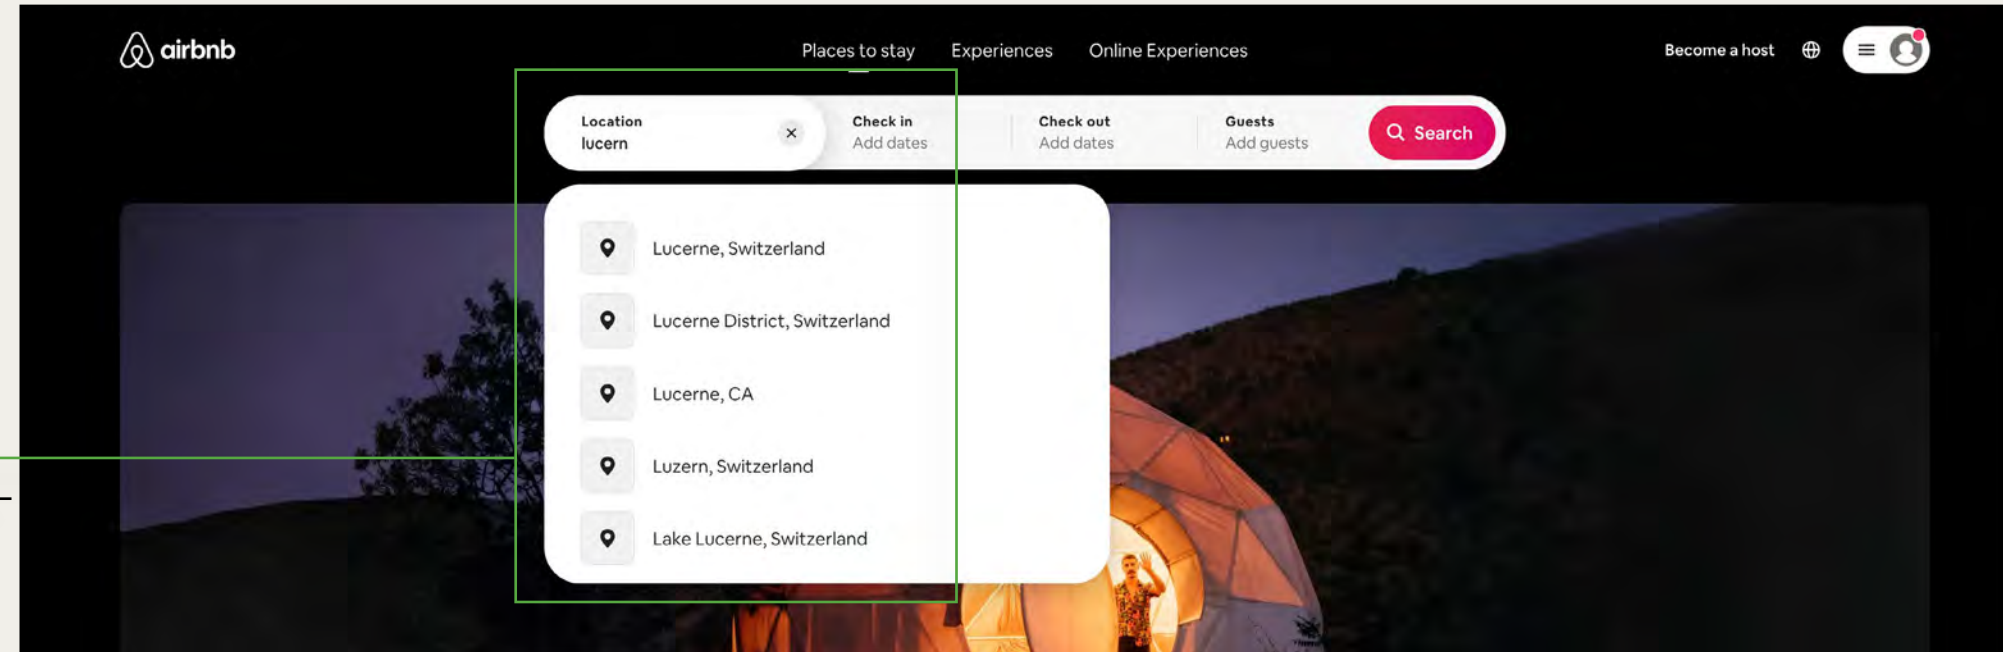 airbnb
Places to stay Experiences Online Experiences
Become a host
Location
lucern
Check in
Add dates
Check out
Add dates
Guests
Add guests
Search
Lucerne, Switzerland
Lucerne District, Switzerland
Lucerne, CA
Luzern, Switzerland
Lake Lucerne, Switzerland